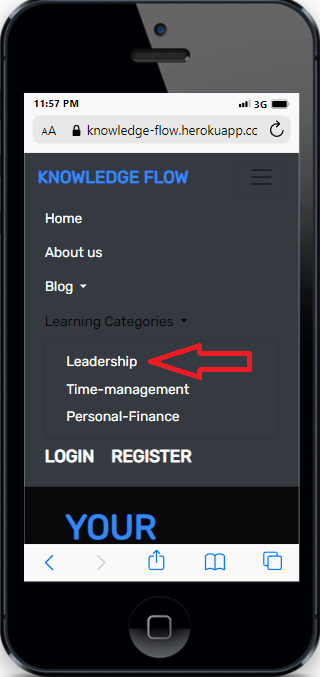 11:57 PM 3G
AA knowledge-flow.herokuapp.cc
KNOWLEDGE FLOW
Home
About us
Blog
Learning Categories
Leadership
Time-management
Personal-Finance
LOGIN REGISTER
YOUR